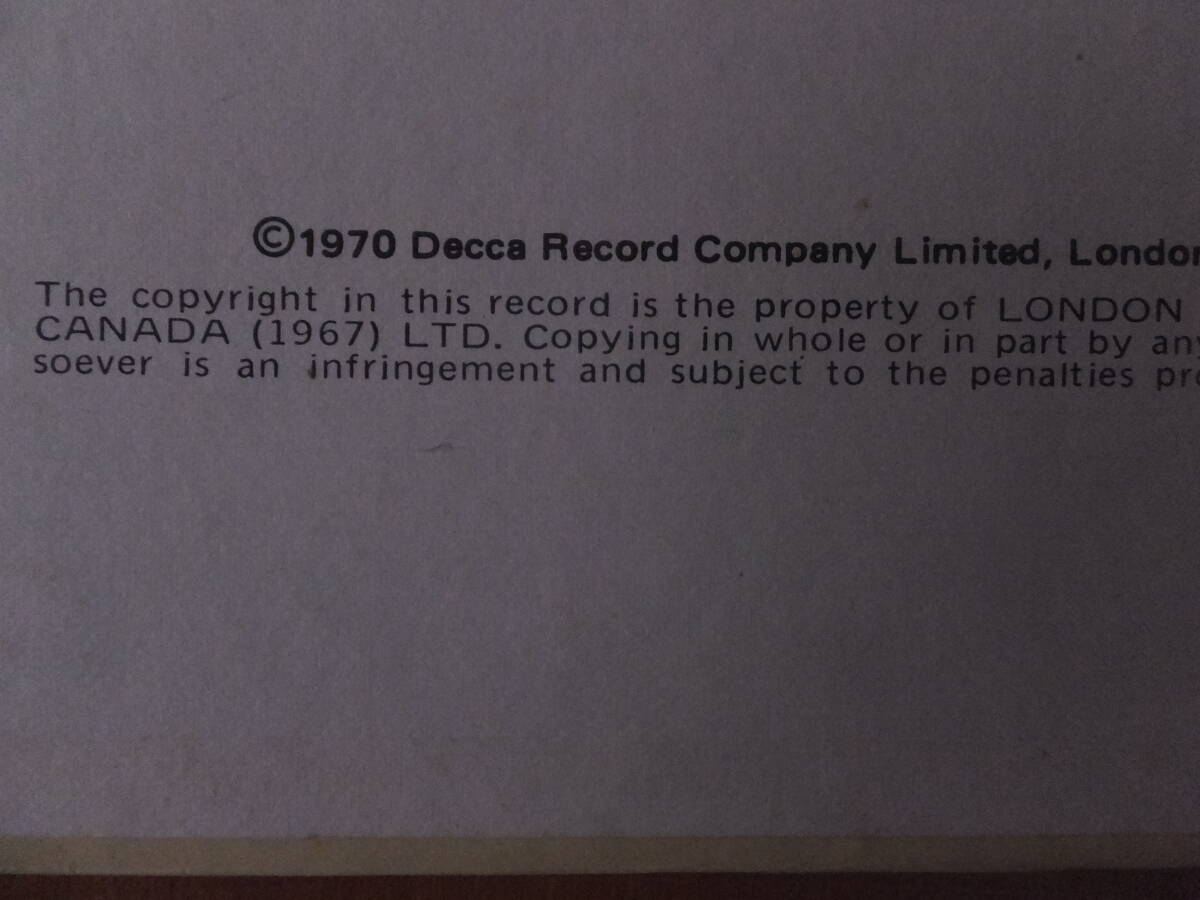 ©1970 Decca Record Company Limited, London
The copyright in this record is the property of LONDON
CANADA (1967) LTD. Copying in whole or in part by any
soever is an infringement and subject to the penalties